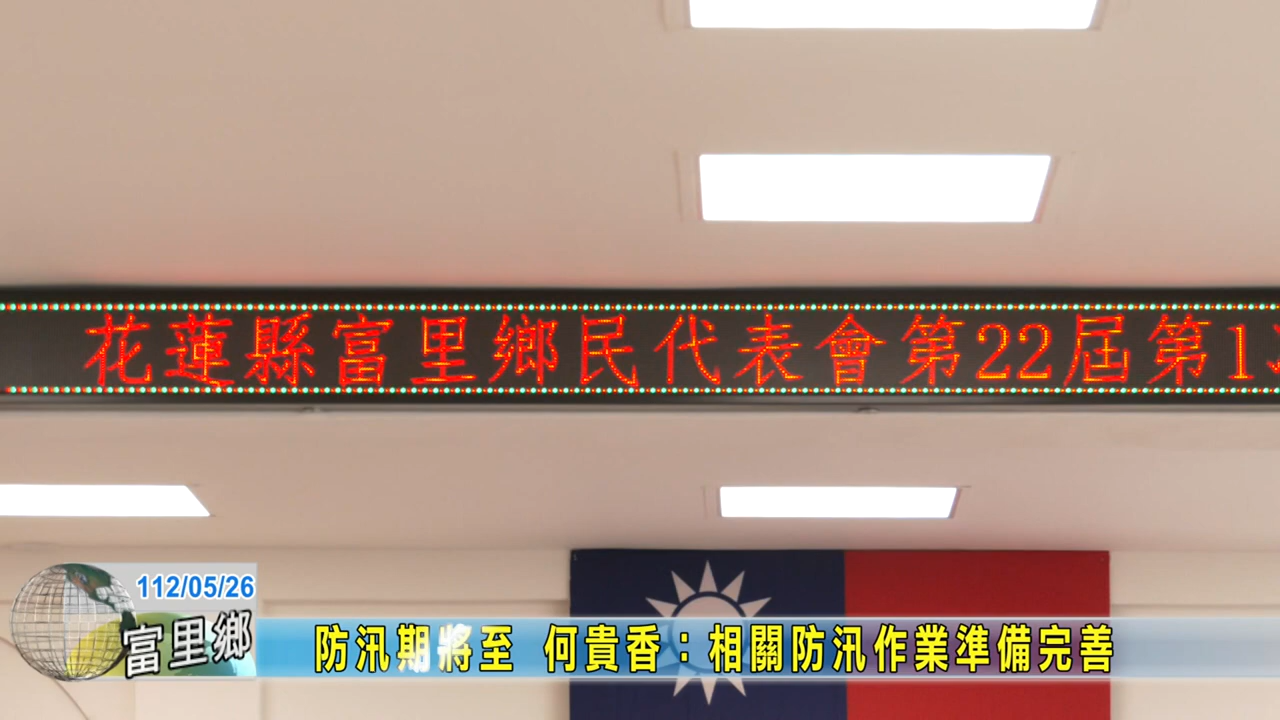 花蓮縣富里鄉民代表會第22屆第1
112/05/26
富里鄉
防汛期將至 何貴香：相關防汛作業準備完善